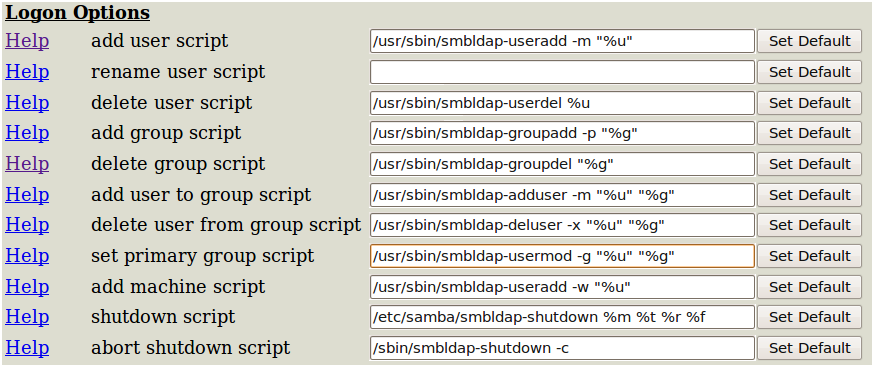 Logon Options
Help add user script /usr/sbin/smbldap-useradd -m "%u" Set Default
Help rename user script Set Default
Help delete user script /usr/sbin/smbldap-userdel %u Set Default
Help add group script /usr/sbin/smbldap-groupadd -p "%g" Set Default
Help delete group script /usr/sbin/smbldap-groupdel "%g" Set Default
Help add user to group script /usr/sbin/smbldap-adduser -m "%u" "%g" Set Default
Help delete user from group script /usr/sbin/smbldap-deluser -x "%u" "%g" Set Default
Help set primary group script /usr/sbin/smbldap-usermod -g "%u" "%g" Set Default
Help add machine script /usr/sbin/smbldap-useradd -w "%u" Set Default
Help shutdown script /etc/samba/smbldap-shutdown %m %t %r %f Set Default
Help abort shutdown script /sbin/smbldap-shutdown -c Set Default